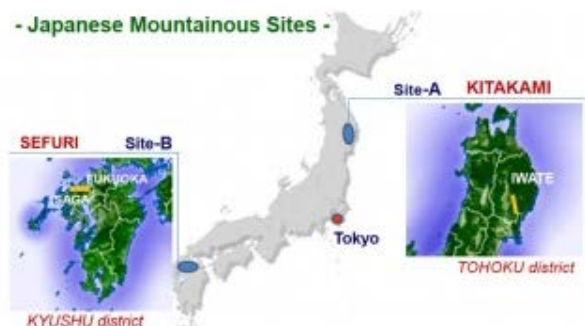 - Japanese Mountainous Sites -
Site-A KITAKAMI
SEFURI Site-B
FUKUOKA
SAGA
IWATE
Tokyo
TOHOKU district
KYUSHU district